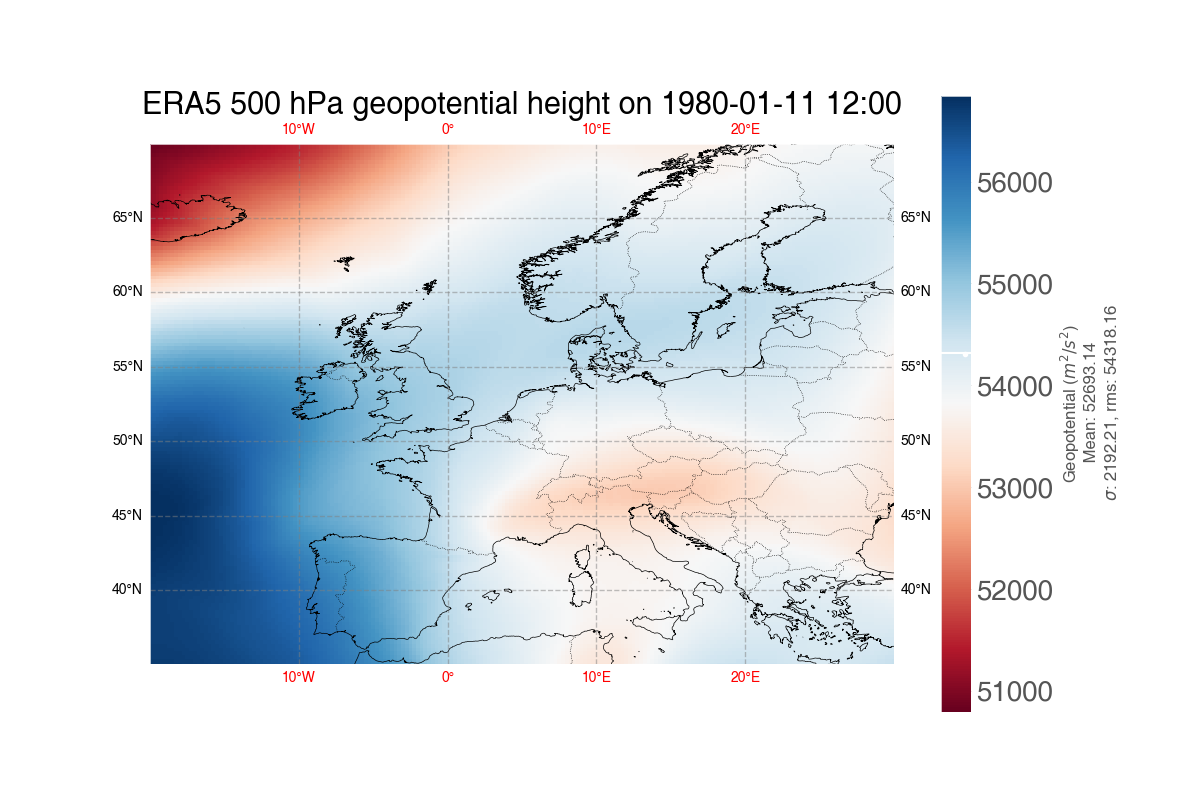 ERA5 500 hPa geopotential height on 1980-01-11 12:00
10°W 0° 10°E 20°E
65°N 65°N
60°N 60°N
55°N 55°N
50°N 50°N
45°N 45°N
40°N 40°N
10°W 0° 10°E 20°E
56000
55000
54000
53000
52000
51000
Geopotential (m²/s²)
Mean: 52693.14
σ: 2192.21, rms: 54318.16